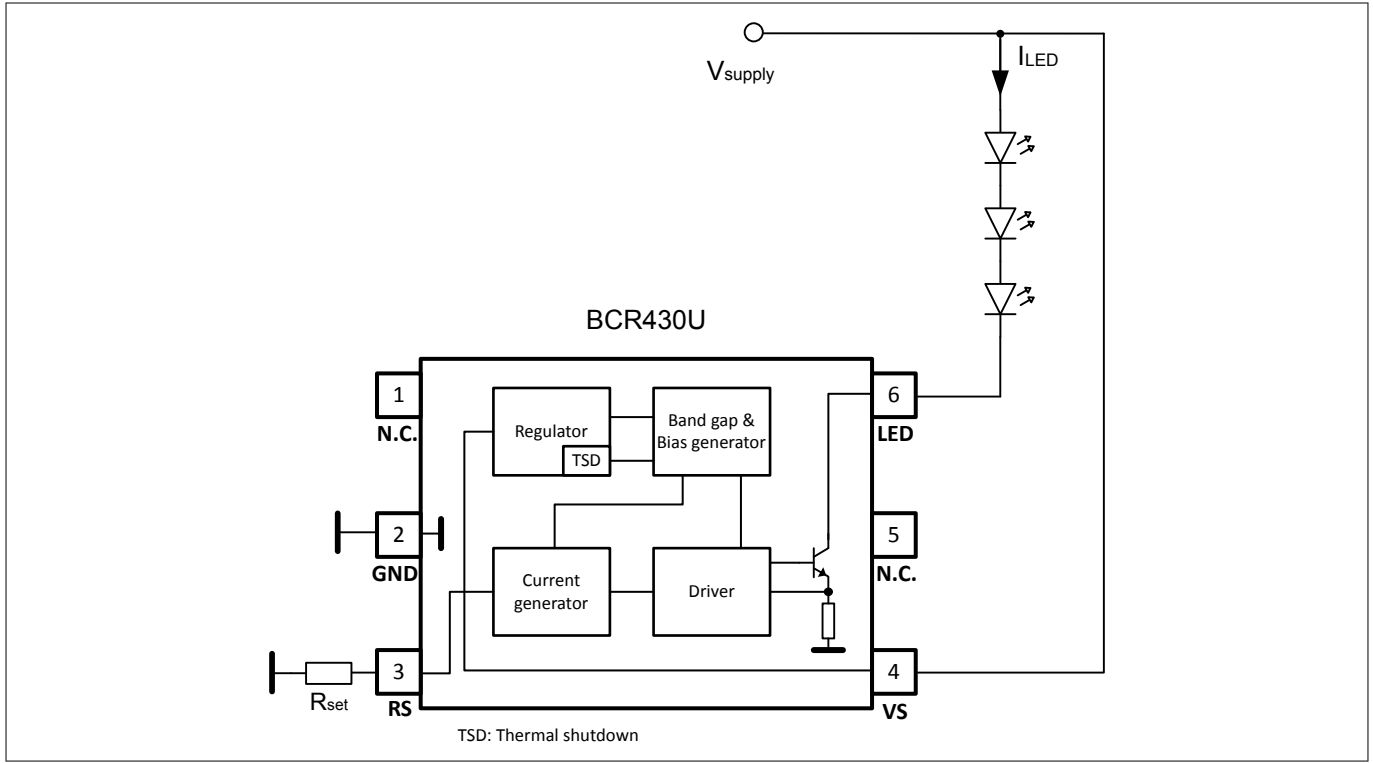 Vsupply
ILED
BCR430U
1
N.C.
Regulator
TSD
Band gap &
Bias generator
6
LED
2
GND
5
N.C.
Current
generator
Driver
Rset
3
RS
4
VS
TSD: Thermal shutdown